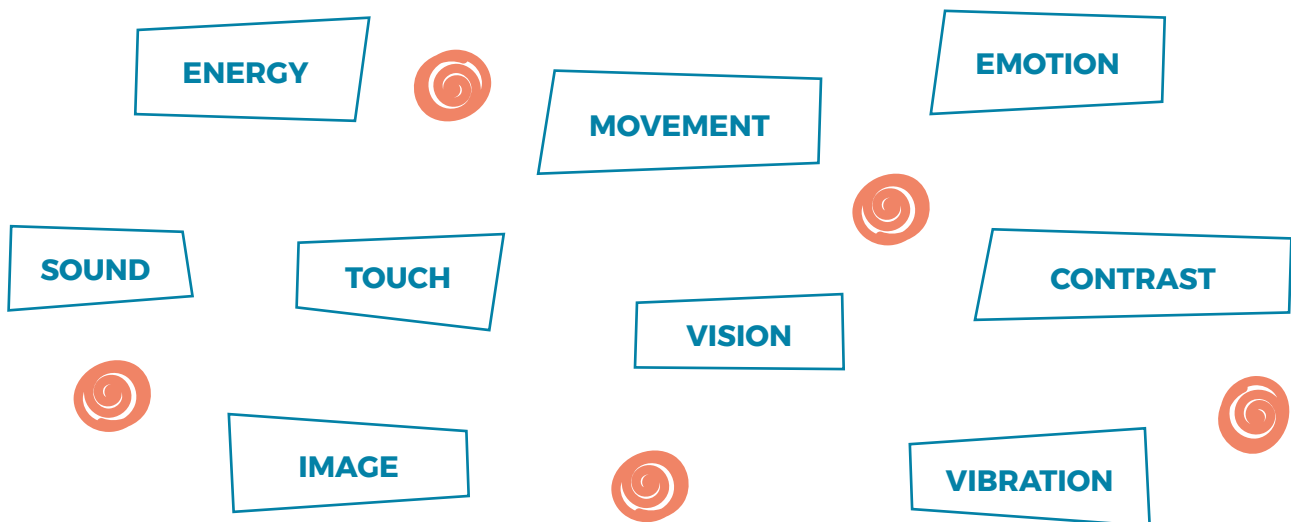 ENERGY
EMOTION
MOVEMENT
SOUND
TOUCH
CONTRAST
VISION
IMAGE
VIBRATION